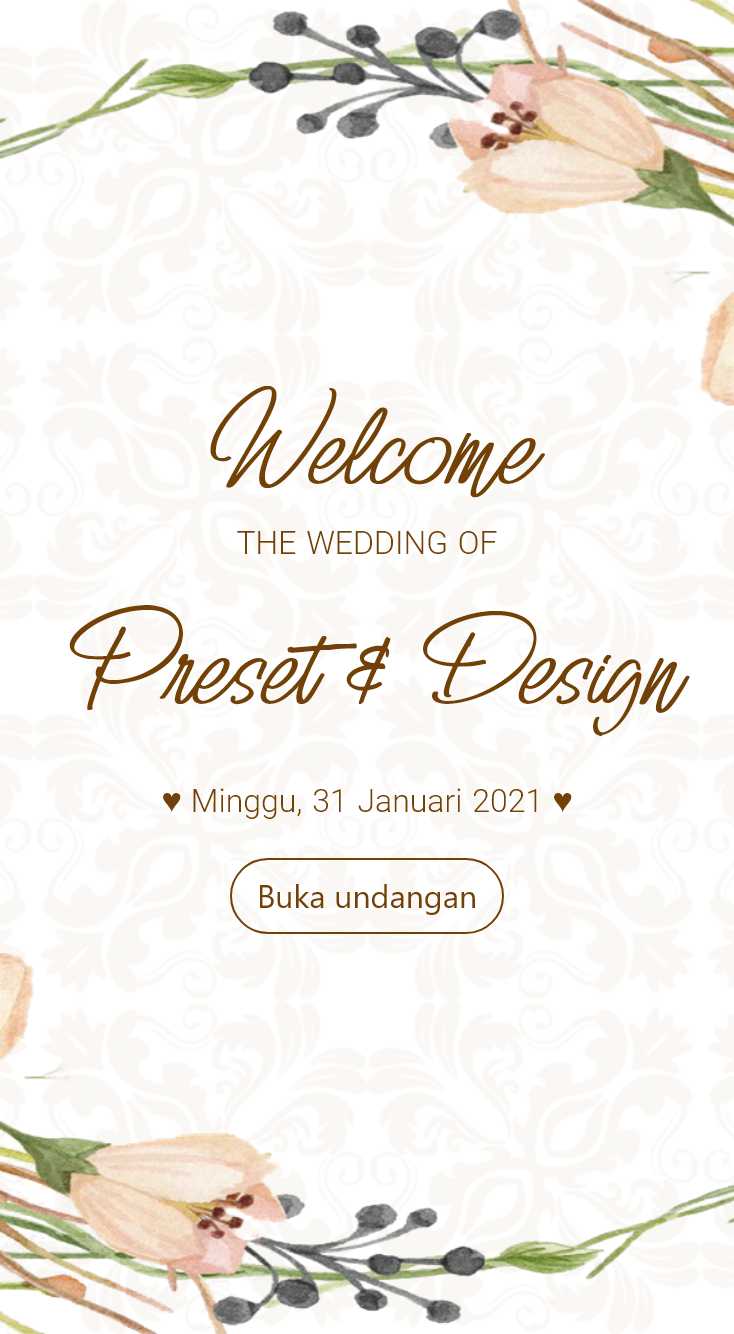 Welcome
THE WEDDING OF
Preset & Design
♥ Minggu, 31 Januari 2021 ♥
Buka undangan